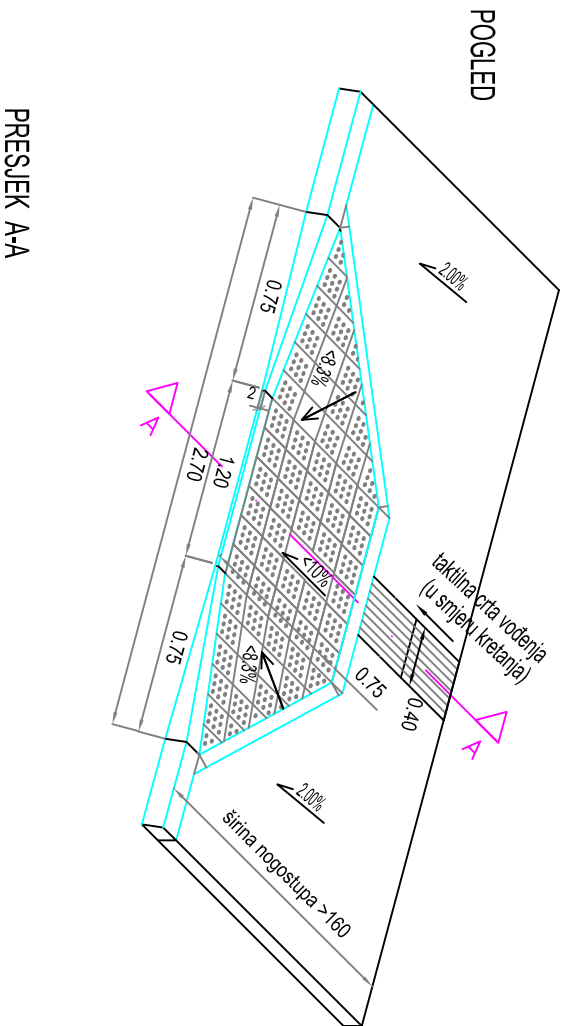 POGLED
2.00%
0.75
<8.3%
2
A
1.20
2.70
<10%
taktilna crta vođenja
(u smjeru kretanja)
0.75
0.40
A
0.75
<8.3%
2.00%
širina nogostupa >160
PRESJEK A-A